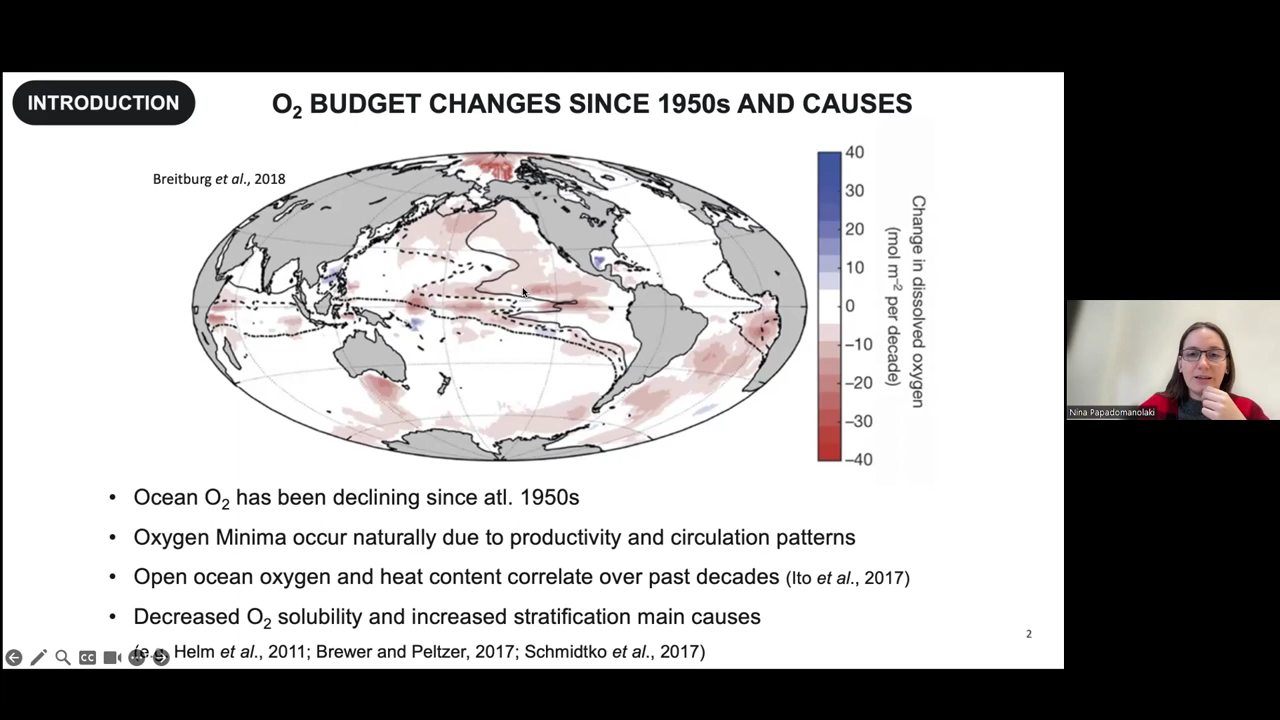 INTRODUCTION
O₂ BUDGET CHANGES SINCE 1950s AND CAUSES
Breitburg et al., 2018
40
30
20
10
0
–10
–20
–30
–40
Change in dissolved oxygen
(mol m⁻² per decade)
• Ocean O₂ has been declining since atl. 1950s
• Oxygen Minima occur naturally due to productivity and circulation patterns
• Open ocean oxygen and heat content correlate over past decades (Ito et al., 2017)
• Decreased O₂ solubility and increased stratification main causes
(e.g. Helm et al., 2011; Brewer and Peltzer, 2017; Schmidtko et al., 2017)
2
CC
Nina Papadomanolaki